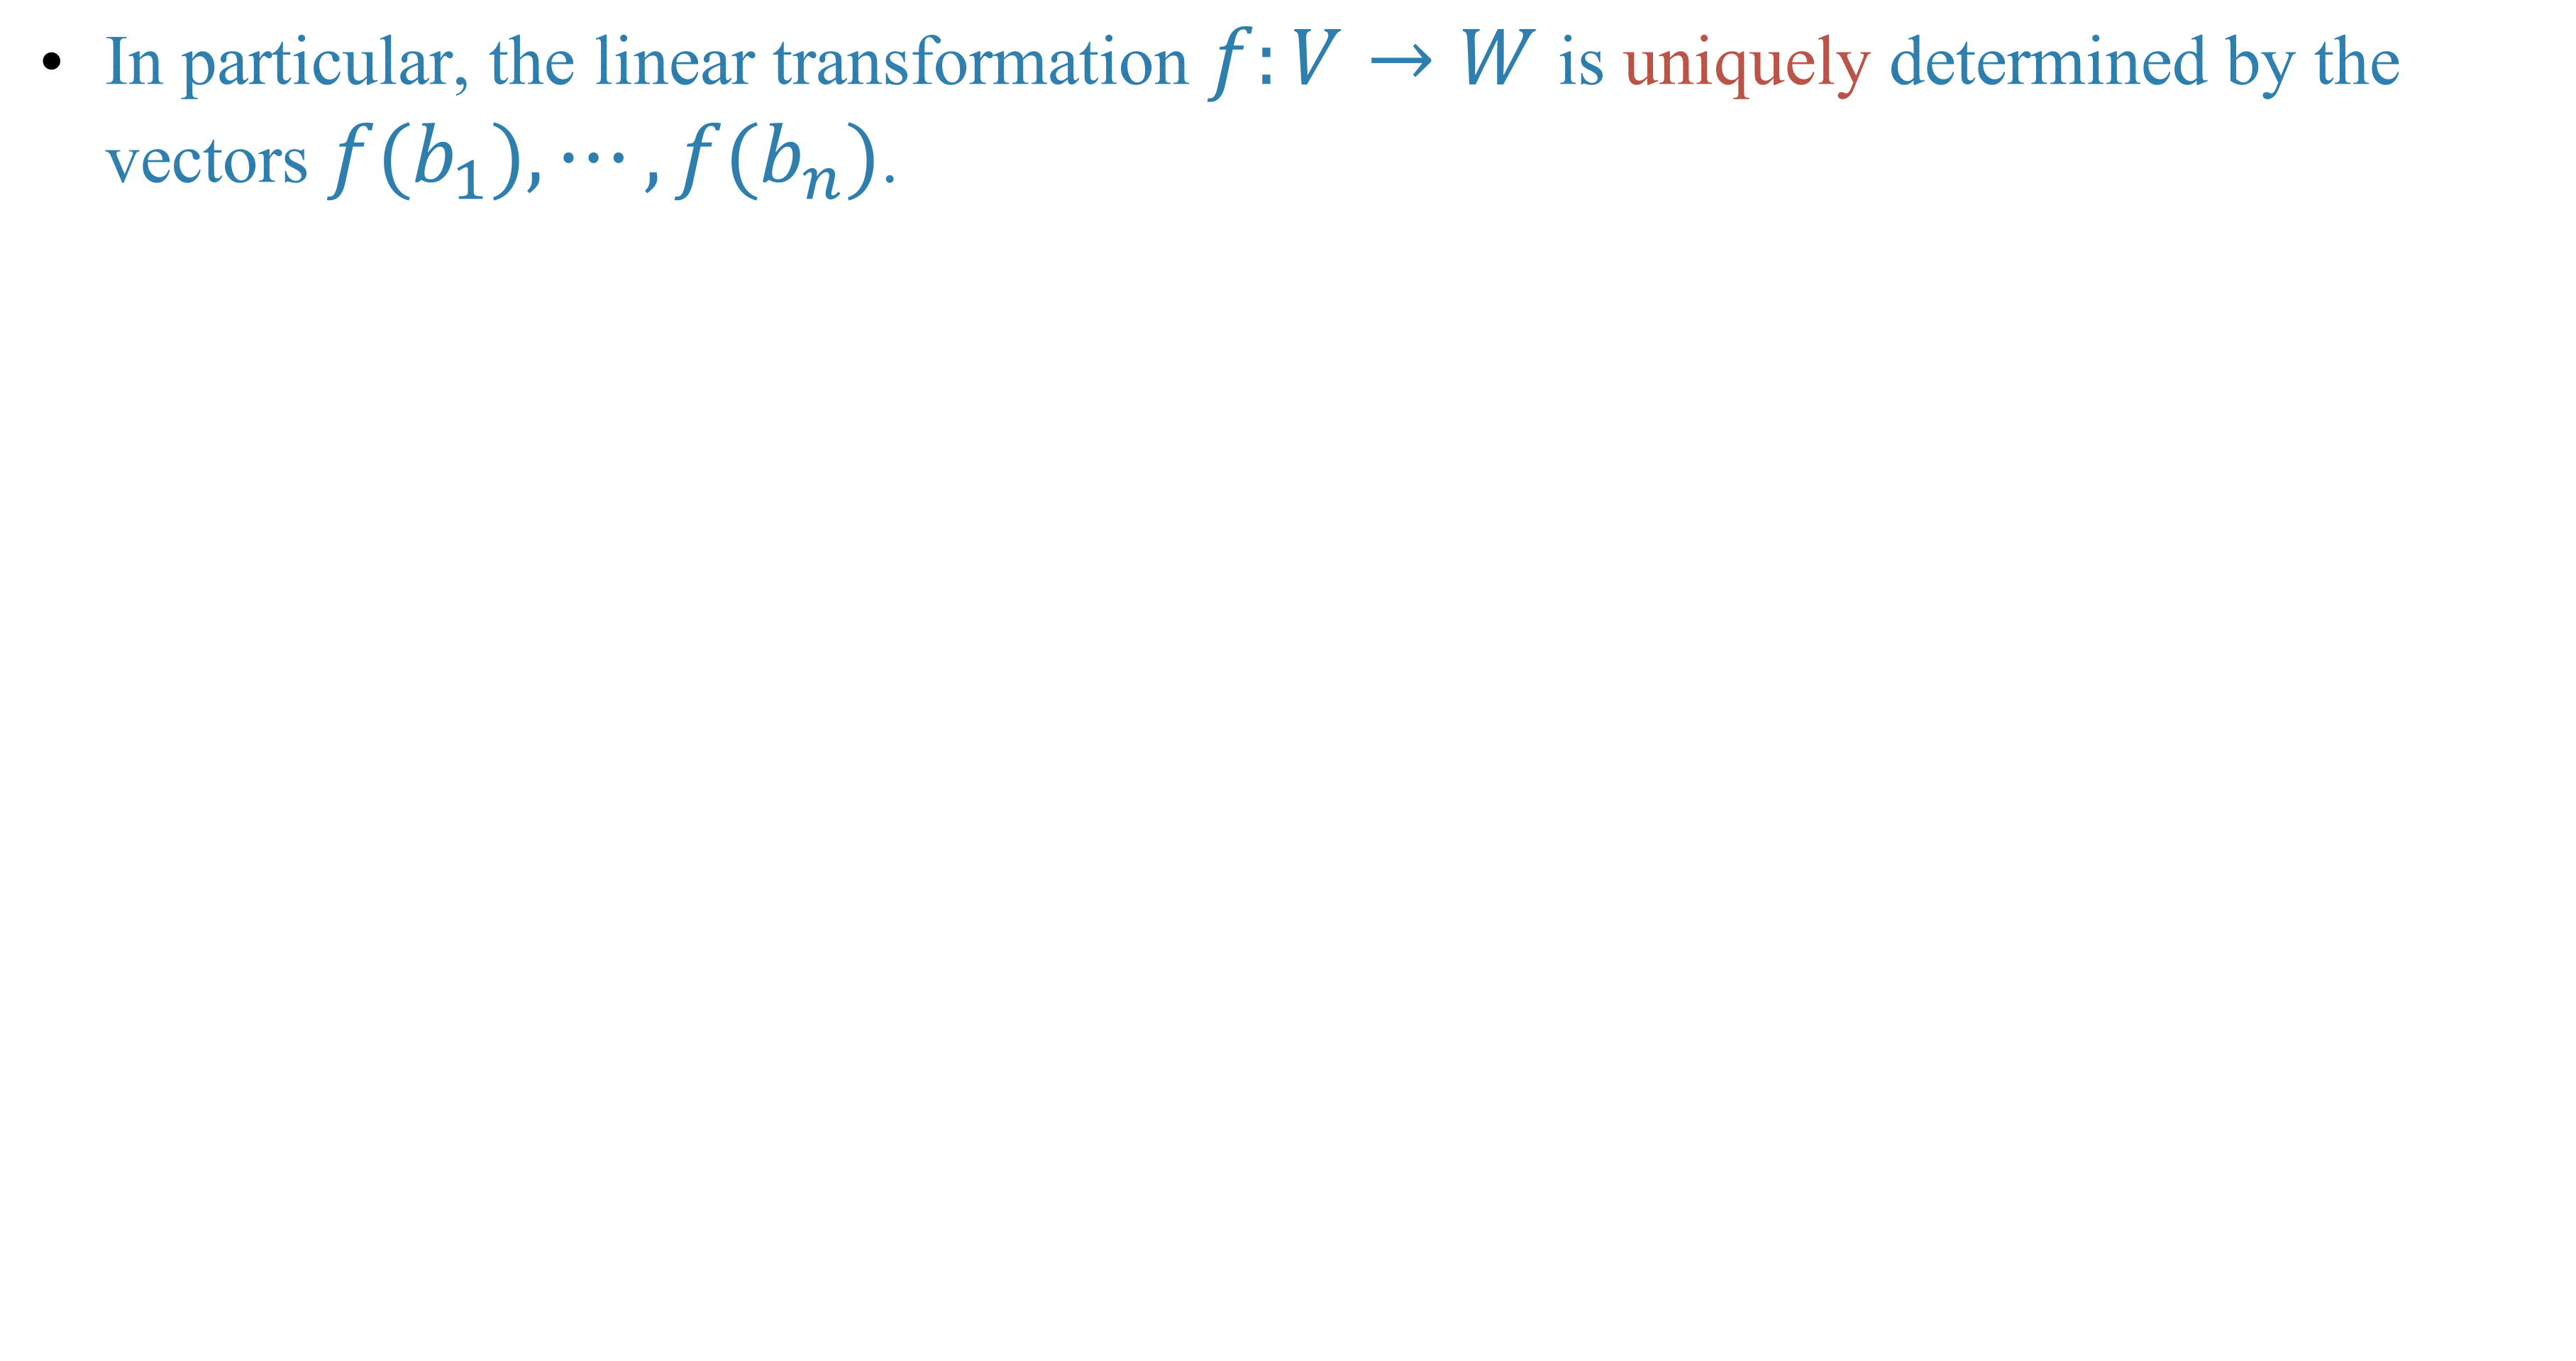 • In particular, the linear transformation 𝑓: 𝑉 → 𝑊 is uniquely determined by the
vectors 𝑓(𝑏₁), ⋯ , 𝑓(𝑏ₙ).